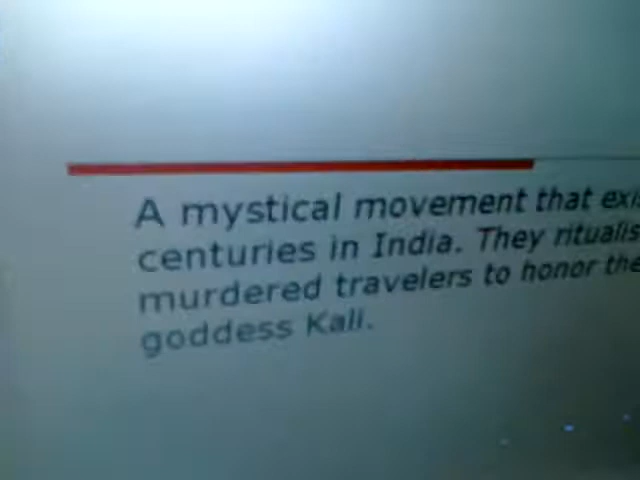 A mystical movement that
centuries in India. They
murdered travelers to honor the
goddess Kali.